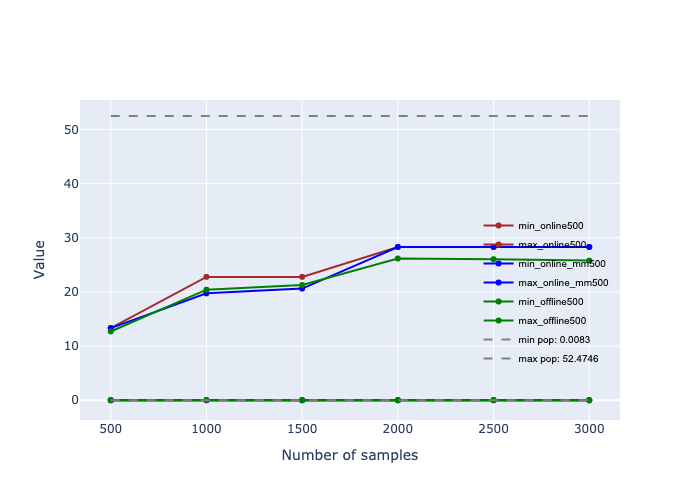 50
40
30
20
10
0
Value
500
1000
1500
2000
2500
3000
Number of samples
min_online500
max_online500
min_online_mm500
max_online_mm500
min_offline500
max_offline500
min pop: 0.0083
max pop: 52.4746